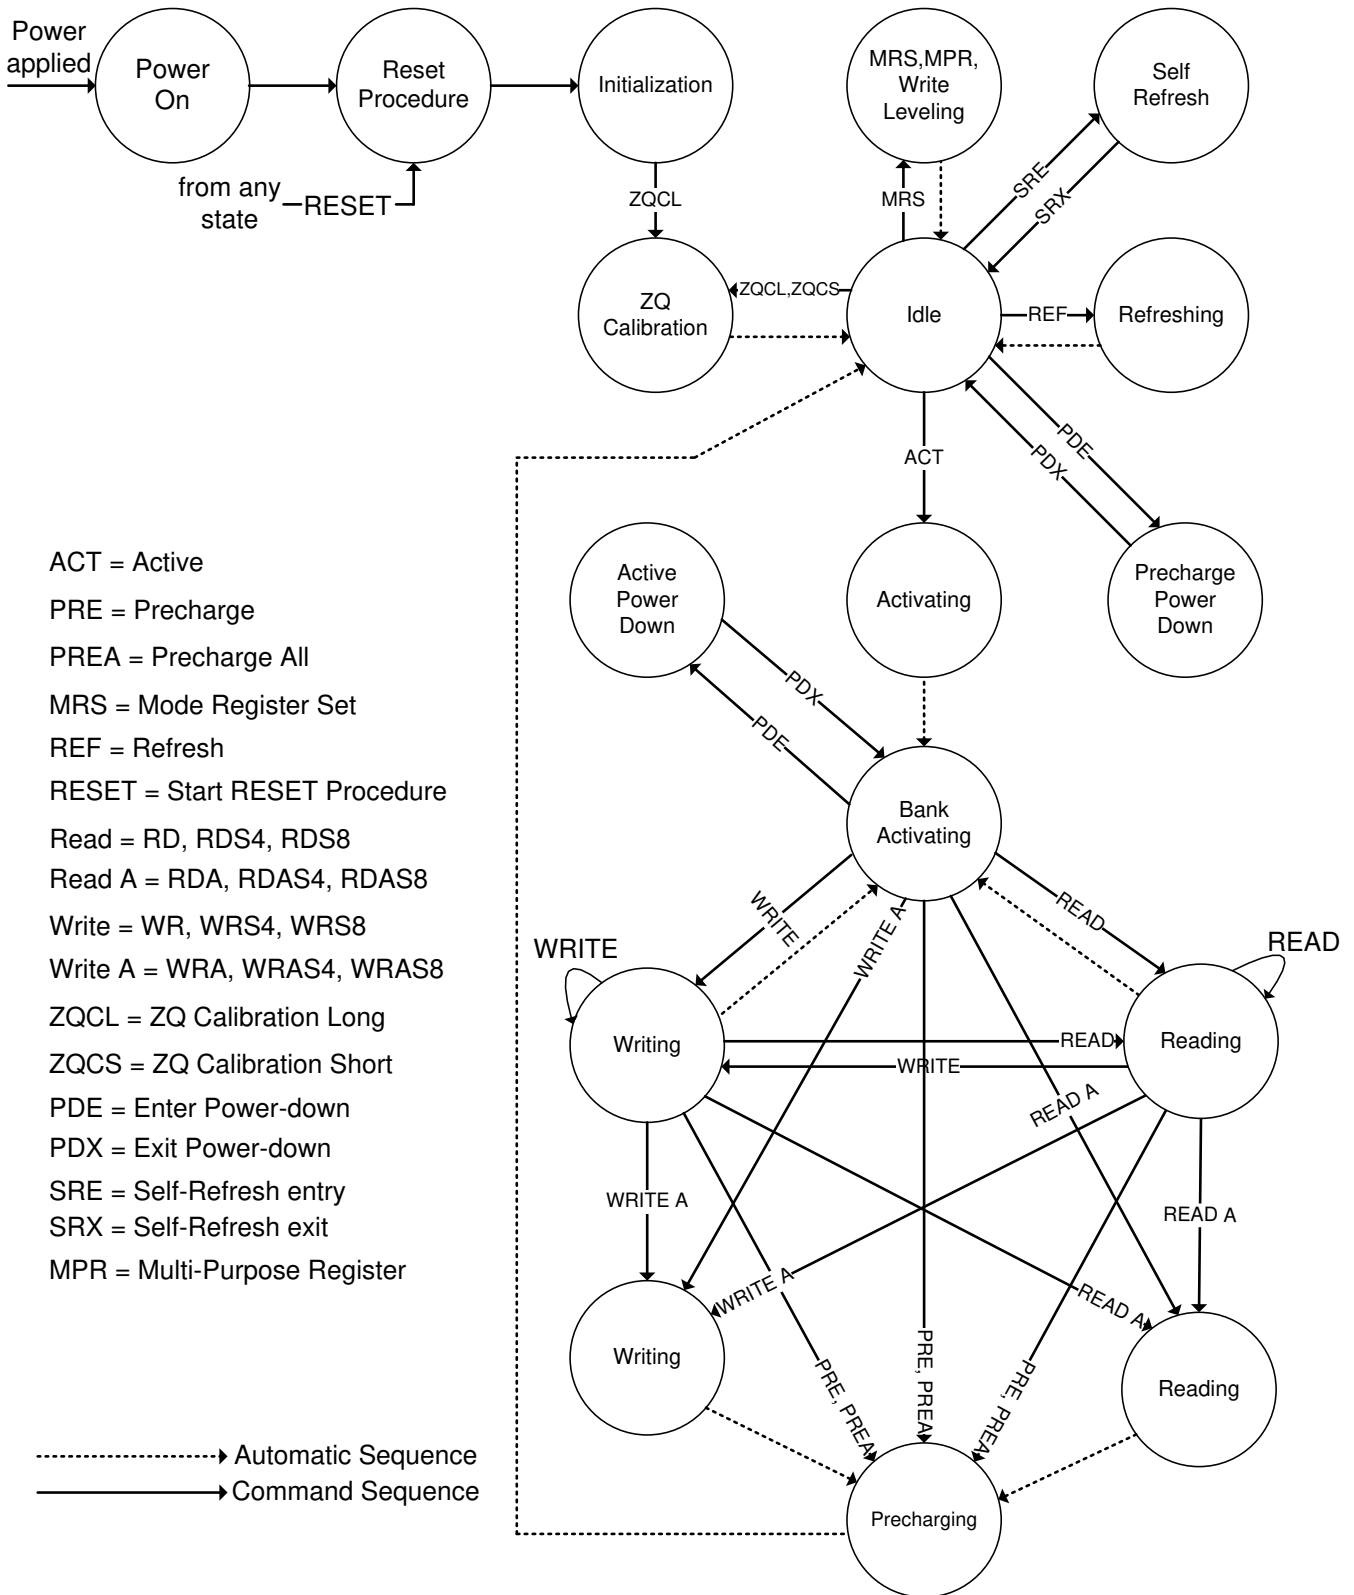 Power
applied
Power
On
Reset
Procedure
Initialization
MRS,MPR,
Write
Leveling
Self
Refresh
from any
state
RESET
ZQCL
MRS
SRE
SRX
ZQ
Calibration
ZQCL,ZQCS
Idle
REF
Refreshing
ACT
PDE
PDX
Active
Power
Down
Activating
Precharge
Power
Down
PDX
PDE
Bank
Activating
ACT = Active
PRE = Precharge
PREA = Precharge All
MRS = Mode Register Set
REF = Refresh
RESET = Start RESET Procedure
Read = RD, RDS4, RDS8
Read A = RDA, RDAS4, RDAS8
Write = WR, WRS4, WRS8
Write A = WRA, WRAS4, WRAS8
ZQCL = ZQ Calibration Long
ZQCS = ZQ Calibration Short
PDE = Enter Power-down
PDX = Exit Power-down
SRE = Self-Refresh entry
SRX = Self-Refresh exit
MPR = Multi-Purpose Register
WRITE
WRITE A
READ
WRITE
READ
Writing
READ
Reading
WRITE
READ A
WRITE A
READ A
WRITE A
READ A
Writing
PRE, PREA
PRE, PREA
PRE, PREA
Reading
Precharging
Automatic Sequence
Command Sequence